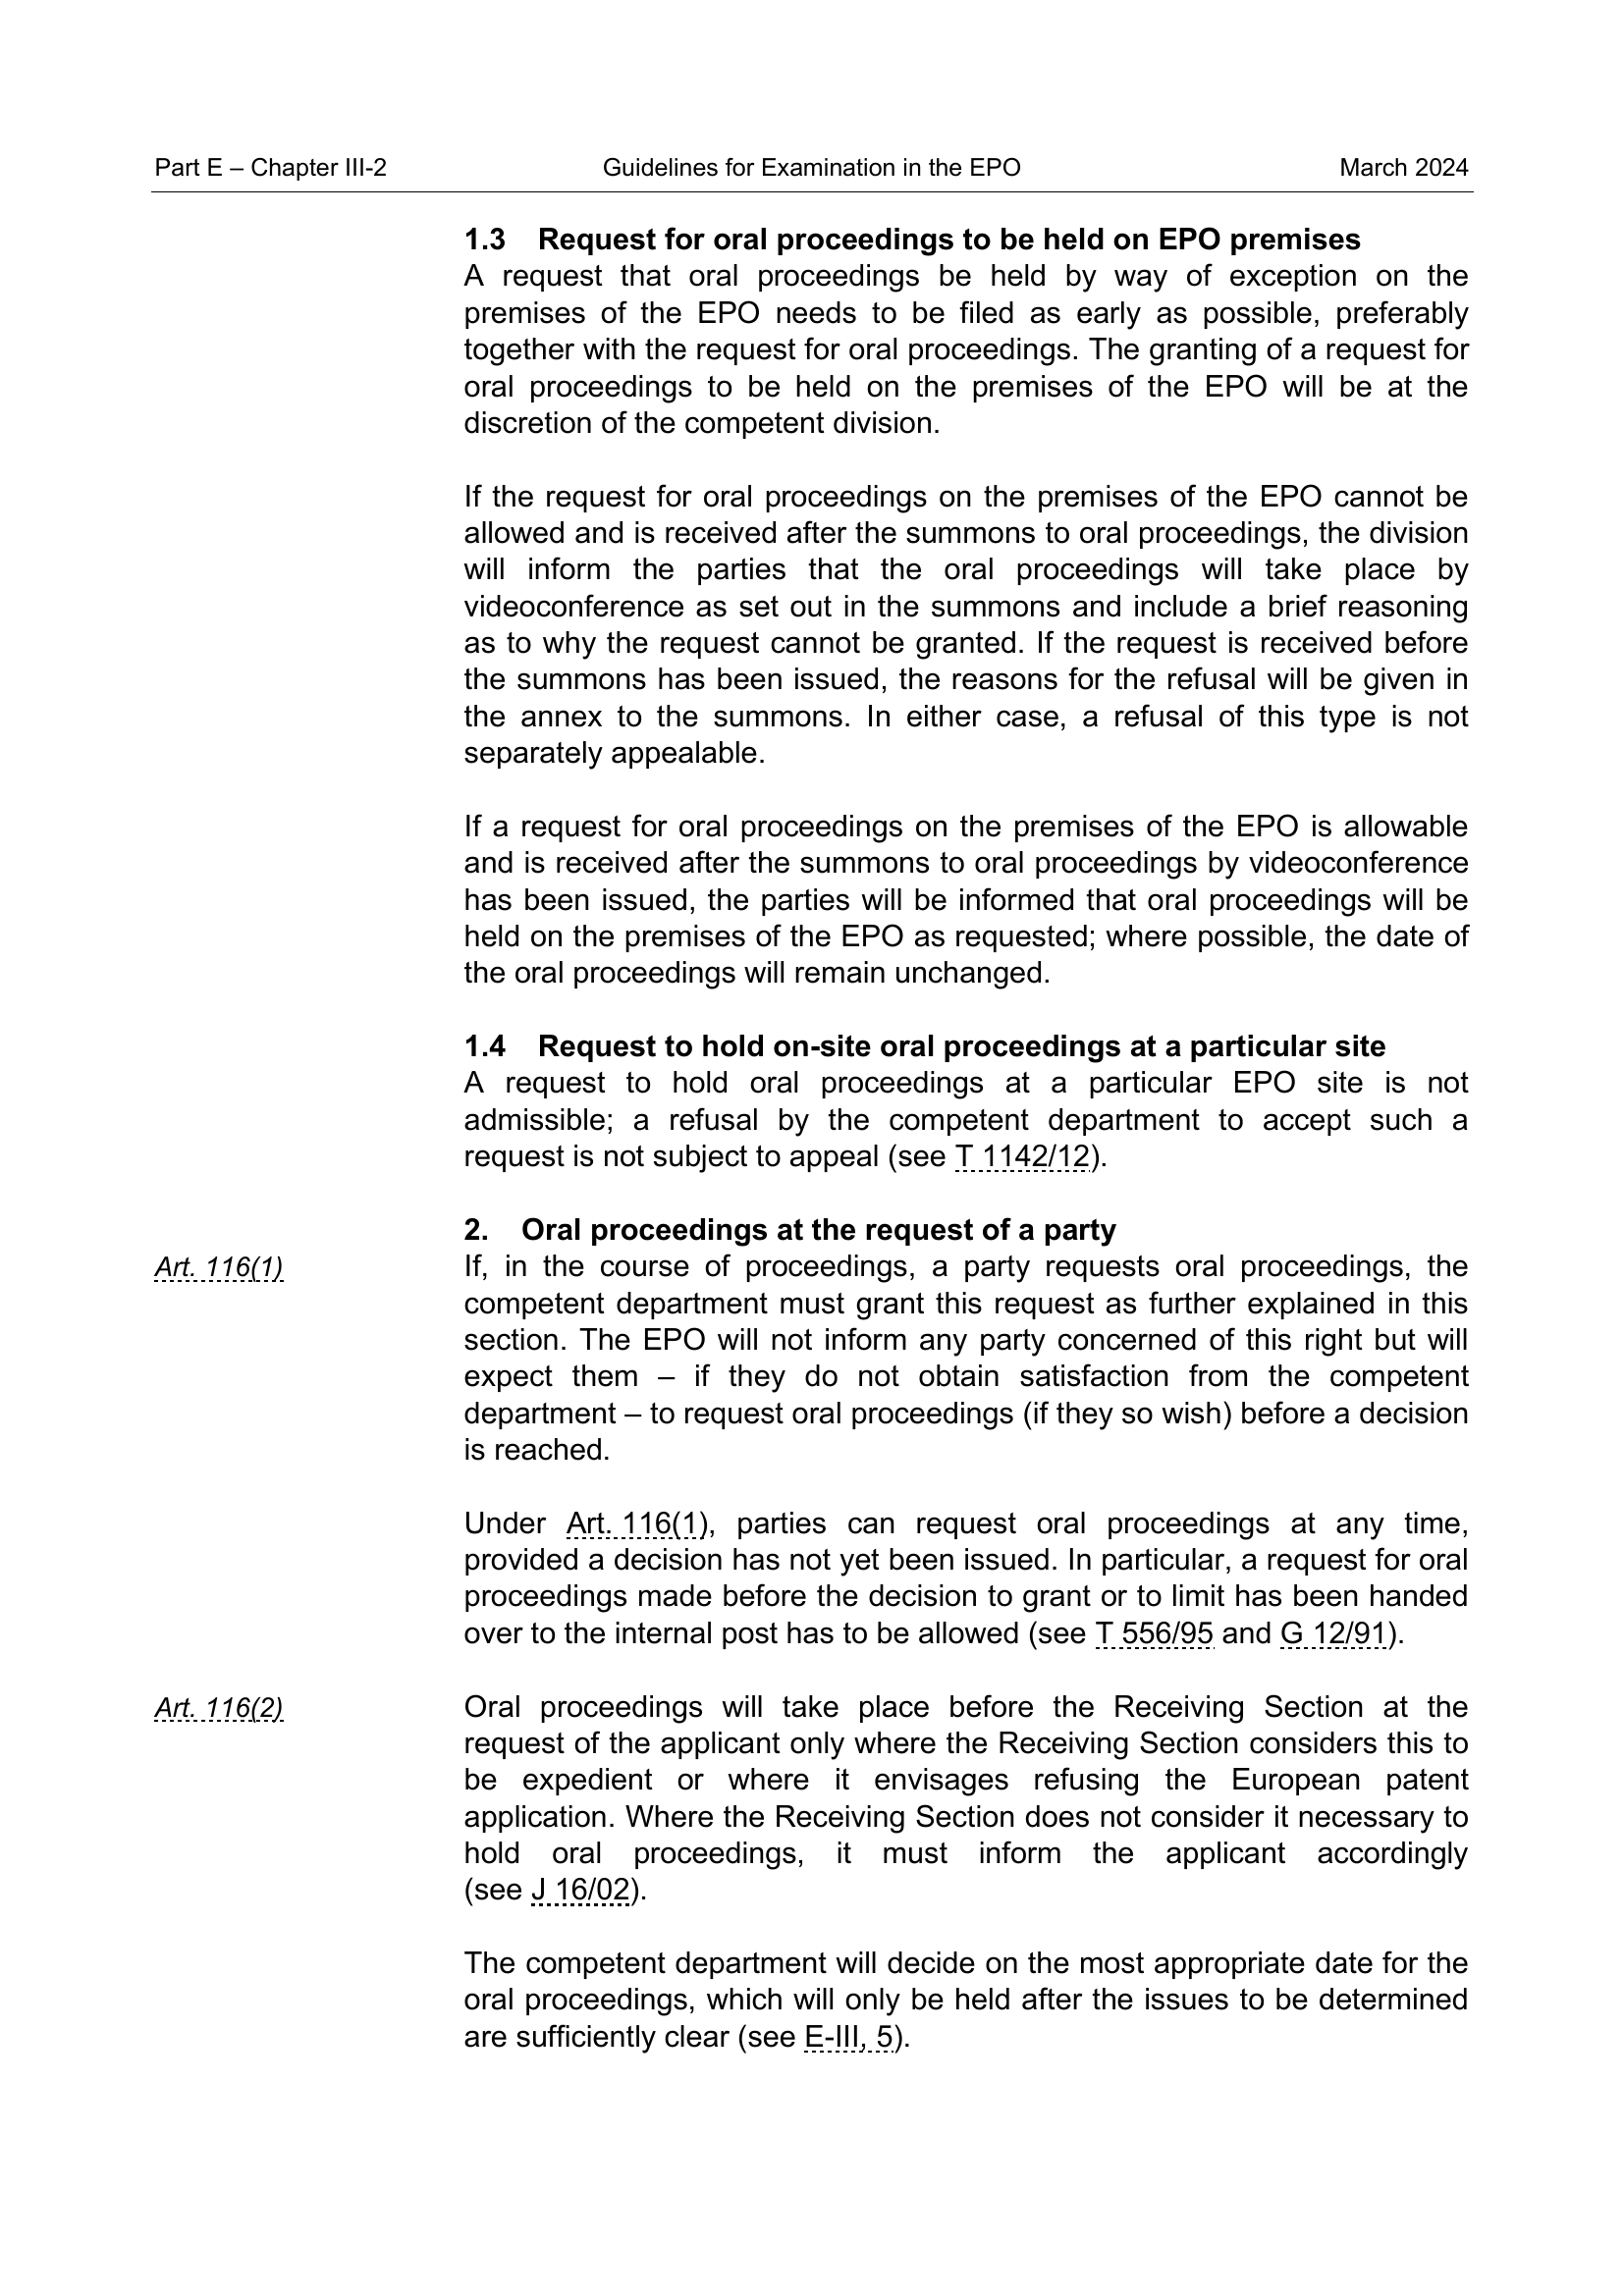 Part E – Chapter III-2 Guidelines for Examination in the EPO March 2024
1.3 Request for oral proceedings to be held on EPO premises
A request that oral proceedings be held by way of exception on the
premises of the EPO needs to be filed as early as possible, preferably
together with the request for oral proceedings. The granting of a request for
oral proceedings to be held on the premises of the EPO will be at the
discretion of the competent division.
If the request for oral proceedings on the premises of the EPO cannot be
allowed and is received after the summons to oral proceedings, the division
will inform the parties that the oral proceedings will take place by
videoconference as set out in the summons and include a brief reasoning
as to why the request cannot be granted. If the request is received before
the summons has been issued, the reasons for the refusal will be given in
the annex to the summons. In either case, a refusal of this type is not
separately appealable.
If a request for oral proceedings on the premises of the EPO is allowable
and is received after the summons to oral proceedings by videoconference
has been issued, the parties will be informed that oral proceedings will be
held on the premises of the EPO as requested; where possible, the date of
the oral proceedings will remain unchanged.
1.4 Request to hold on-site oral proceedings at a particular site
A request to hold oral proceedings at a particular EPO site is not
admissible; a refusal by the competent department to accept such a
request is not subject to appeal (see T 1142/12).
2. Oral proceedings at the request of a party
Art. 116(1) If, in the course of proceedings, a party requests oral proceedings, the
competent department must grant this request as further explained in this
section. The EPO will not inform any party concerned of this right but will
expect them – if they do not obtain satisfaction from the competent
department – to request oral proceedings (if they so wish) before a decision
is reached.
Under Art. 116(1), parties can request oral proceedings at any time,
provided a decision has not yet been issued. In particular, a request for oral
proceedings made before the decision to grant or to limit has been handed
over to the internal post has to be allowed (see T 556/95 and G 12/91).
Art. 116(2) Oral proceedings will take place before the Receiving Section at the
request of the applicant only where the Receiving Section considers this to
be expedient or where it envisages refusing the European patent
application. Where the Receiving Section does not consider it necessary to
hold oral proceedings, it must inform the applicant accordingly
(see J 16/02).
The competent department will decide on the most appropriate date for the
oral proceedings, which will only be held after the issues to be determined
are sufficiently clear (see E-III, 5).